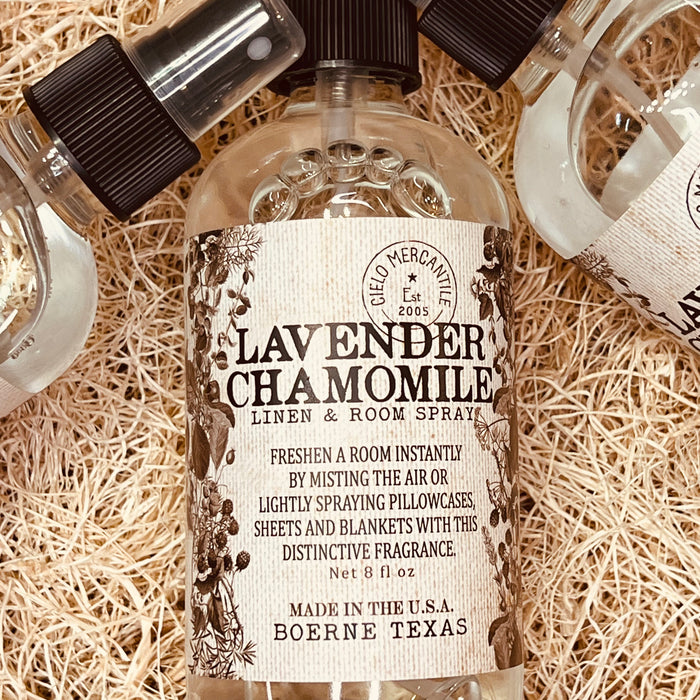 CIELO MERCANTILE
Est
2005
LAVENDER
CHAMOMILE
LINEN & ROOM SPRAY
FRESHEN A ROOM INSTANTLY
BY MISTING THE AIR OR
LIGHTLY SPRAYING PILLOWCASES,
SHEETS AND BLANKETS WITH THIS
DISTINCTIVE FRAGRANCE.
Net 8 fl oz
MADE IN THE U.S.A.
BOERNE TEXAS